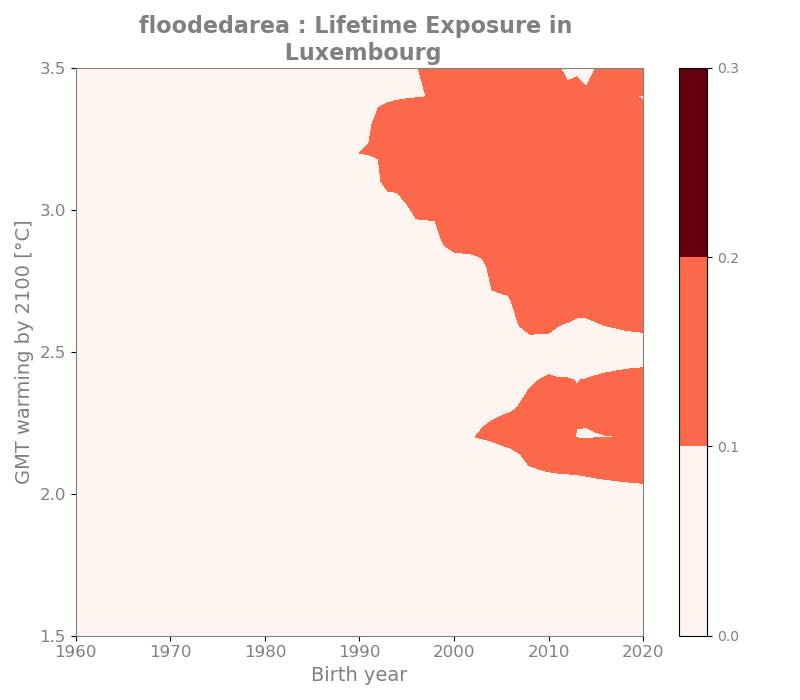 floodedarea : Lifetime Exposure in
Luxembourg
3.5
3.0
2.5
2.0
1.5
GMT warming by 2100 [°C]
1960 1970 1980 1990 2000 2010 2020
Birth year
0.3
0.2
0.1
0.0